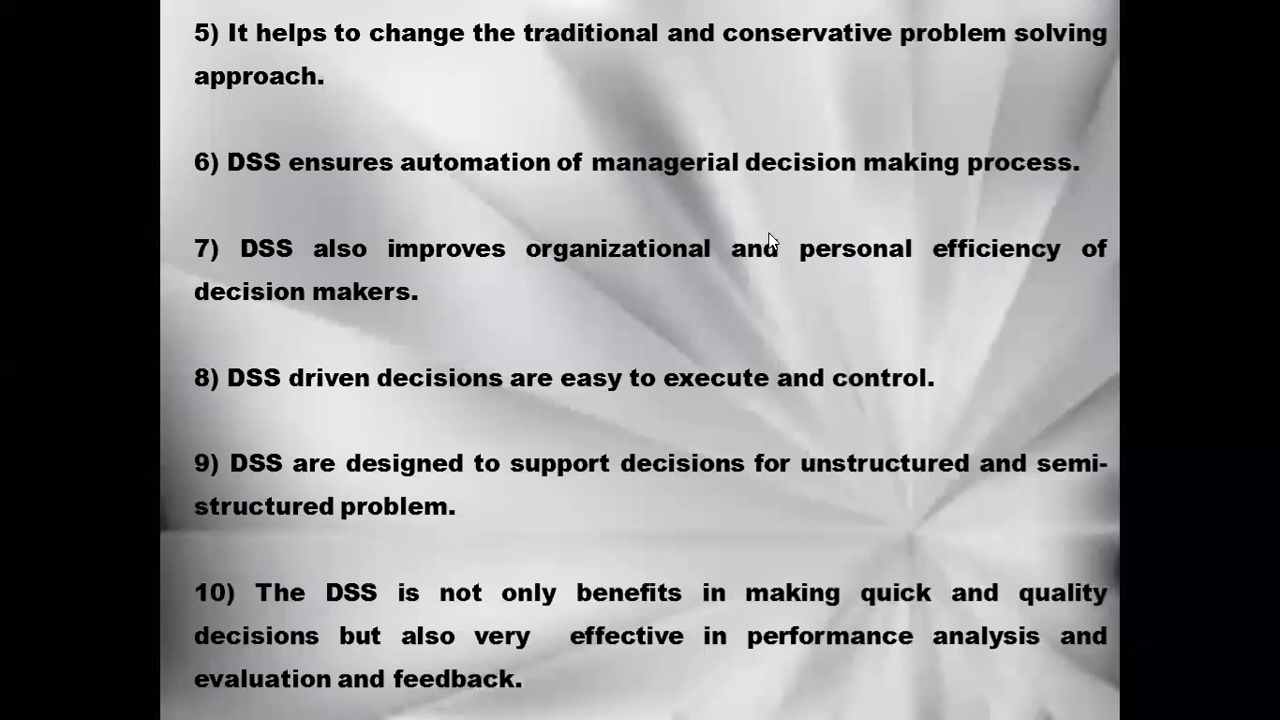 5) It helps to change the traditional and conservative problem solving
approach.
6) DSS ensures automation of managerial decision making process.
7) DSS also improves organizational and personal efficiency of
decision makers.
8) DSS driven decisions are easy to execute and control.
9) DSS are designed to support decisions for unstructured and semi-
structured problem.
10) The DSS is not only benefits in making quick and quality
decisions but also very effective in performance analysis and
evaluation and feedback.